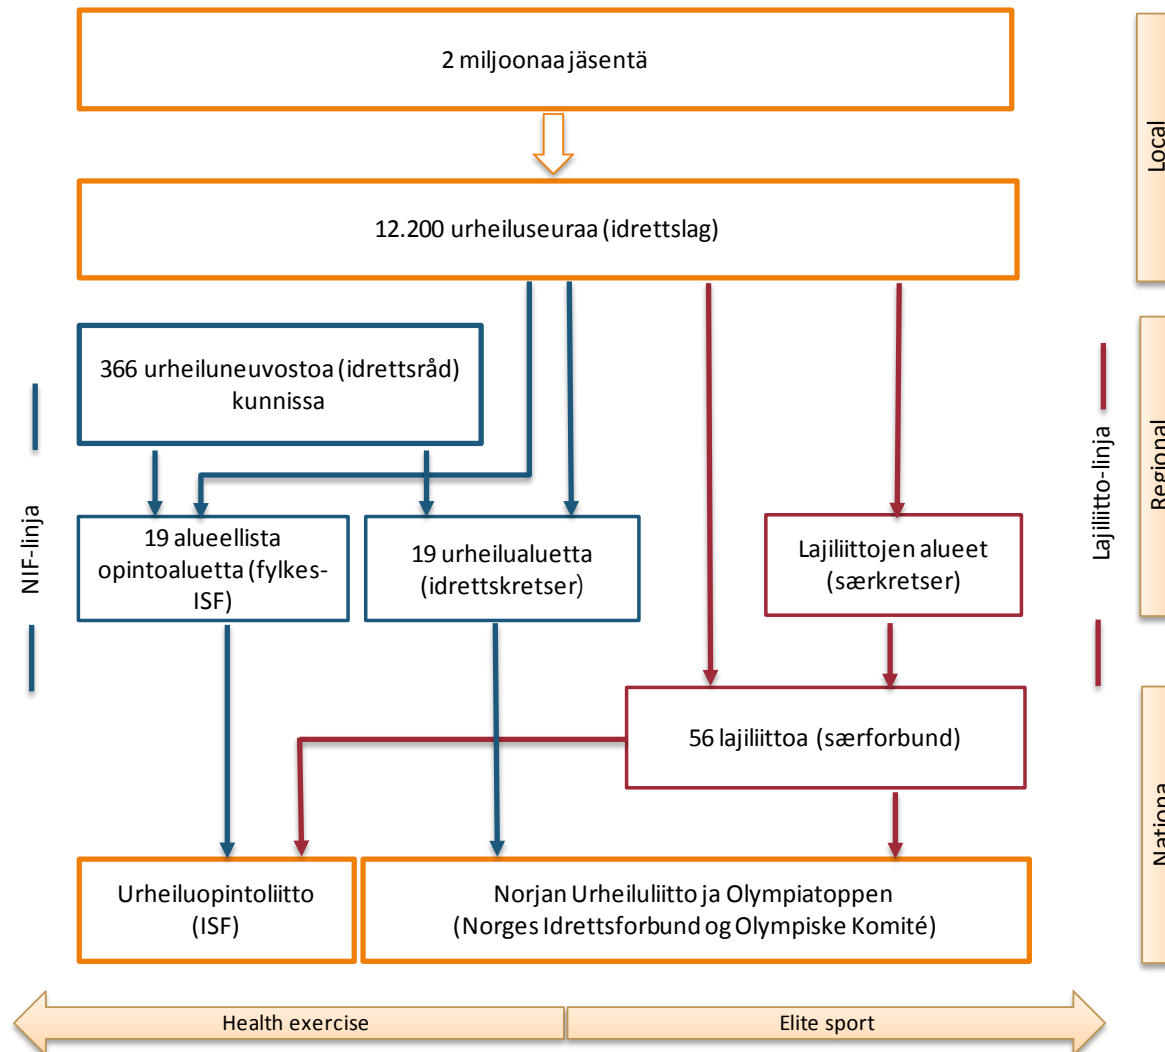 2 miljoonaa jäsentä
Local
12.200 urheiluseuraa (idrettslag)
366 urheiluneuvostoa (idrettsråd)
kunnissa
NIF-linja
Lajiliitto-linja
Regional
19 alueellista
opintoaluetta (fylkes-
ISF)
19 urheilualuetta
(idrettskretser)
Lajiliittojen alueet
(særkretser)
56 lajiliittoa (særforbund)
Nationa
Urheiluopintoliitto
(ISF)
Norjan Urheiluliitto ja Olympiatoppen
(Norges Idrettsforbund og Olympiske Komité)
Health exercise
Elite sport